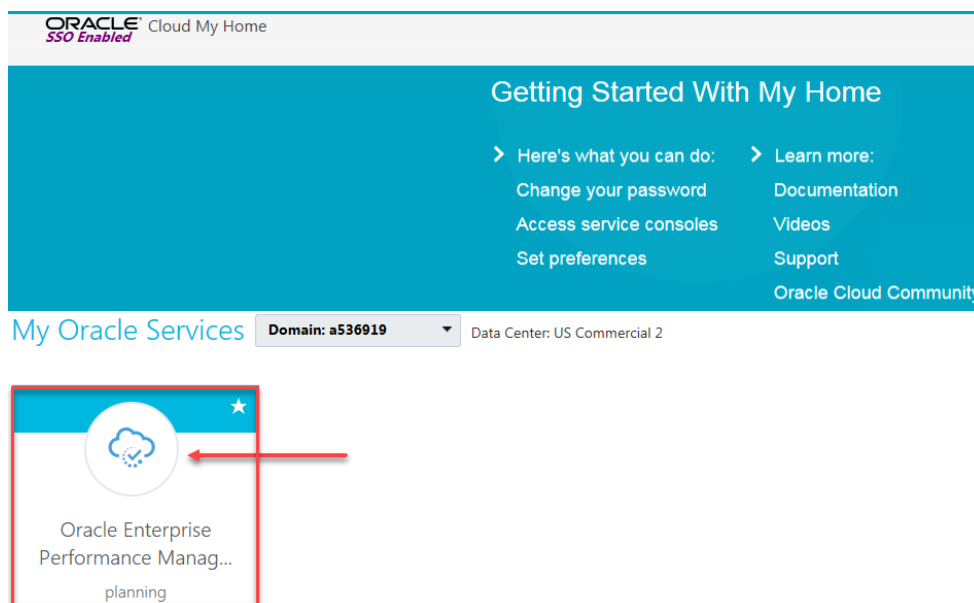 ORACLE Cloud My Home
SSO Enabled
Getting Started With My Home
Here's what you can do:
Change your password
Access service consoles
Set preferences
Learn more:
Documentation
Videos
Support
Oracle Cloud Community
My Oracle Services Domain: a536919 Data Center: US Commercial 2
Oracle Enterprise
Performance Manag...
planning